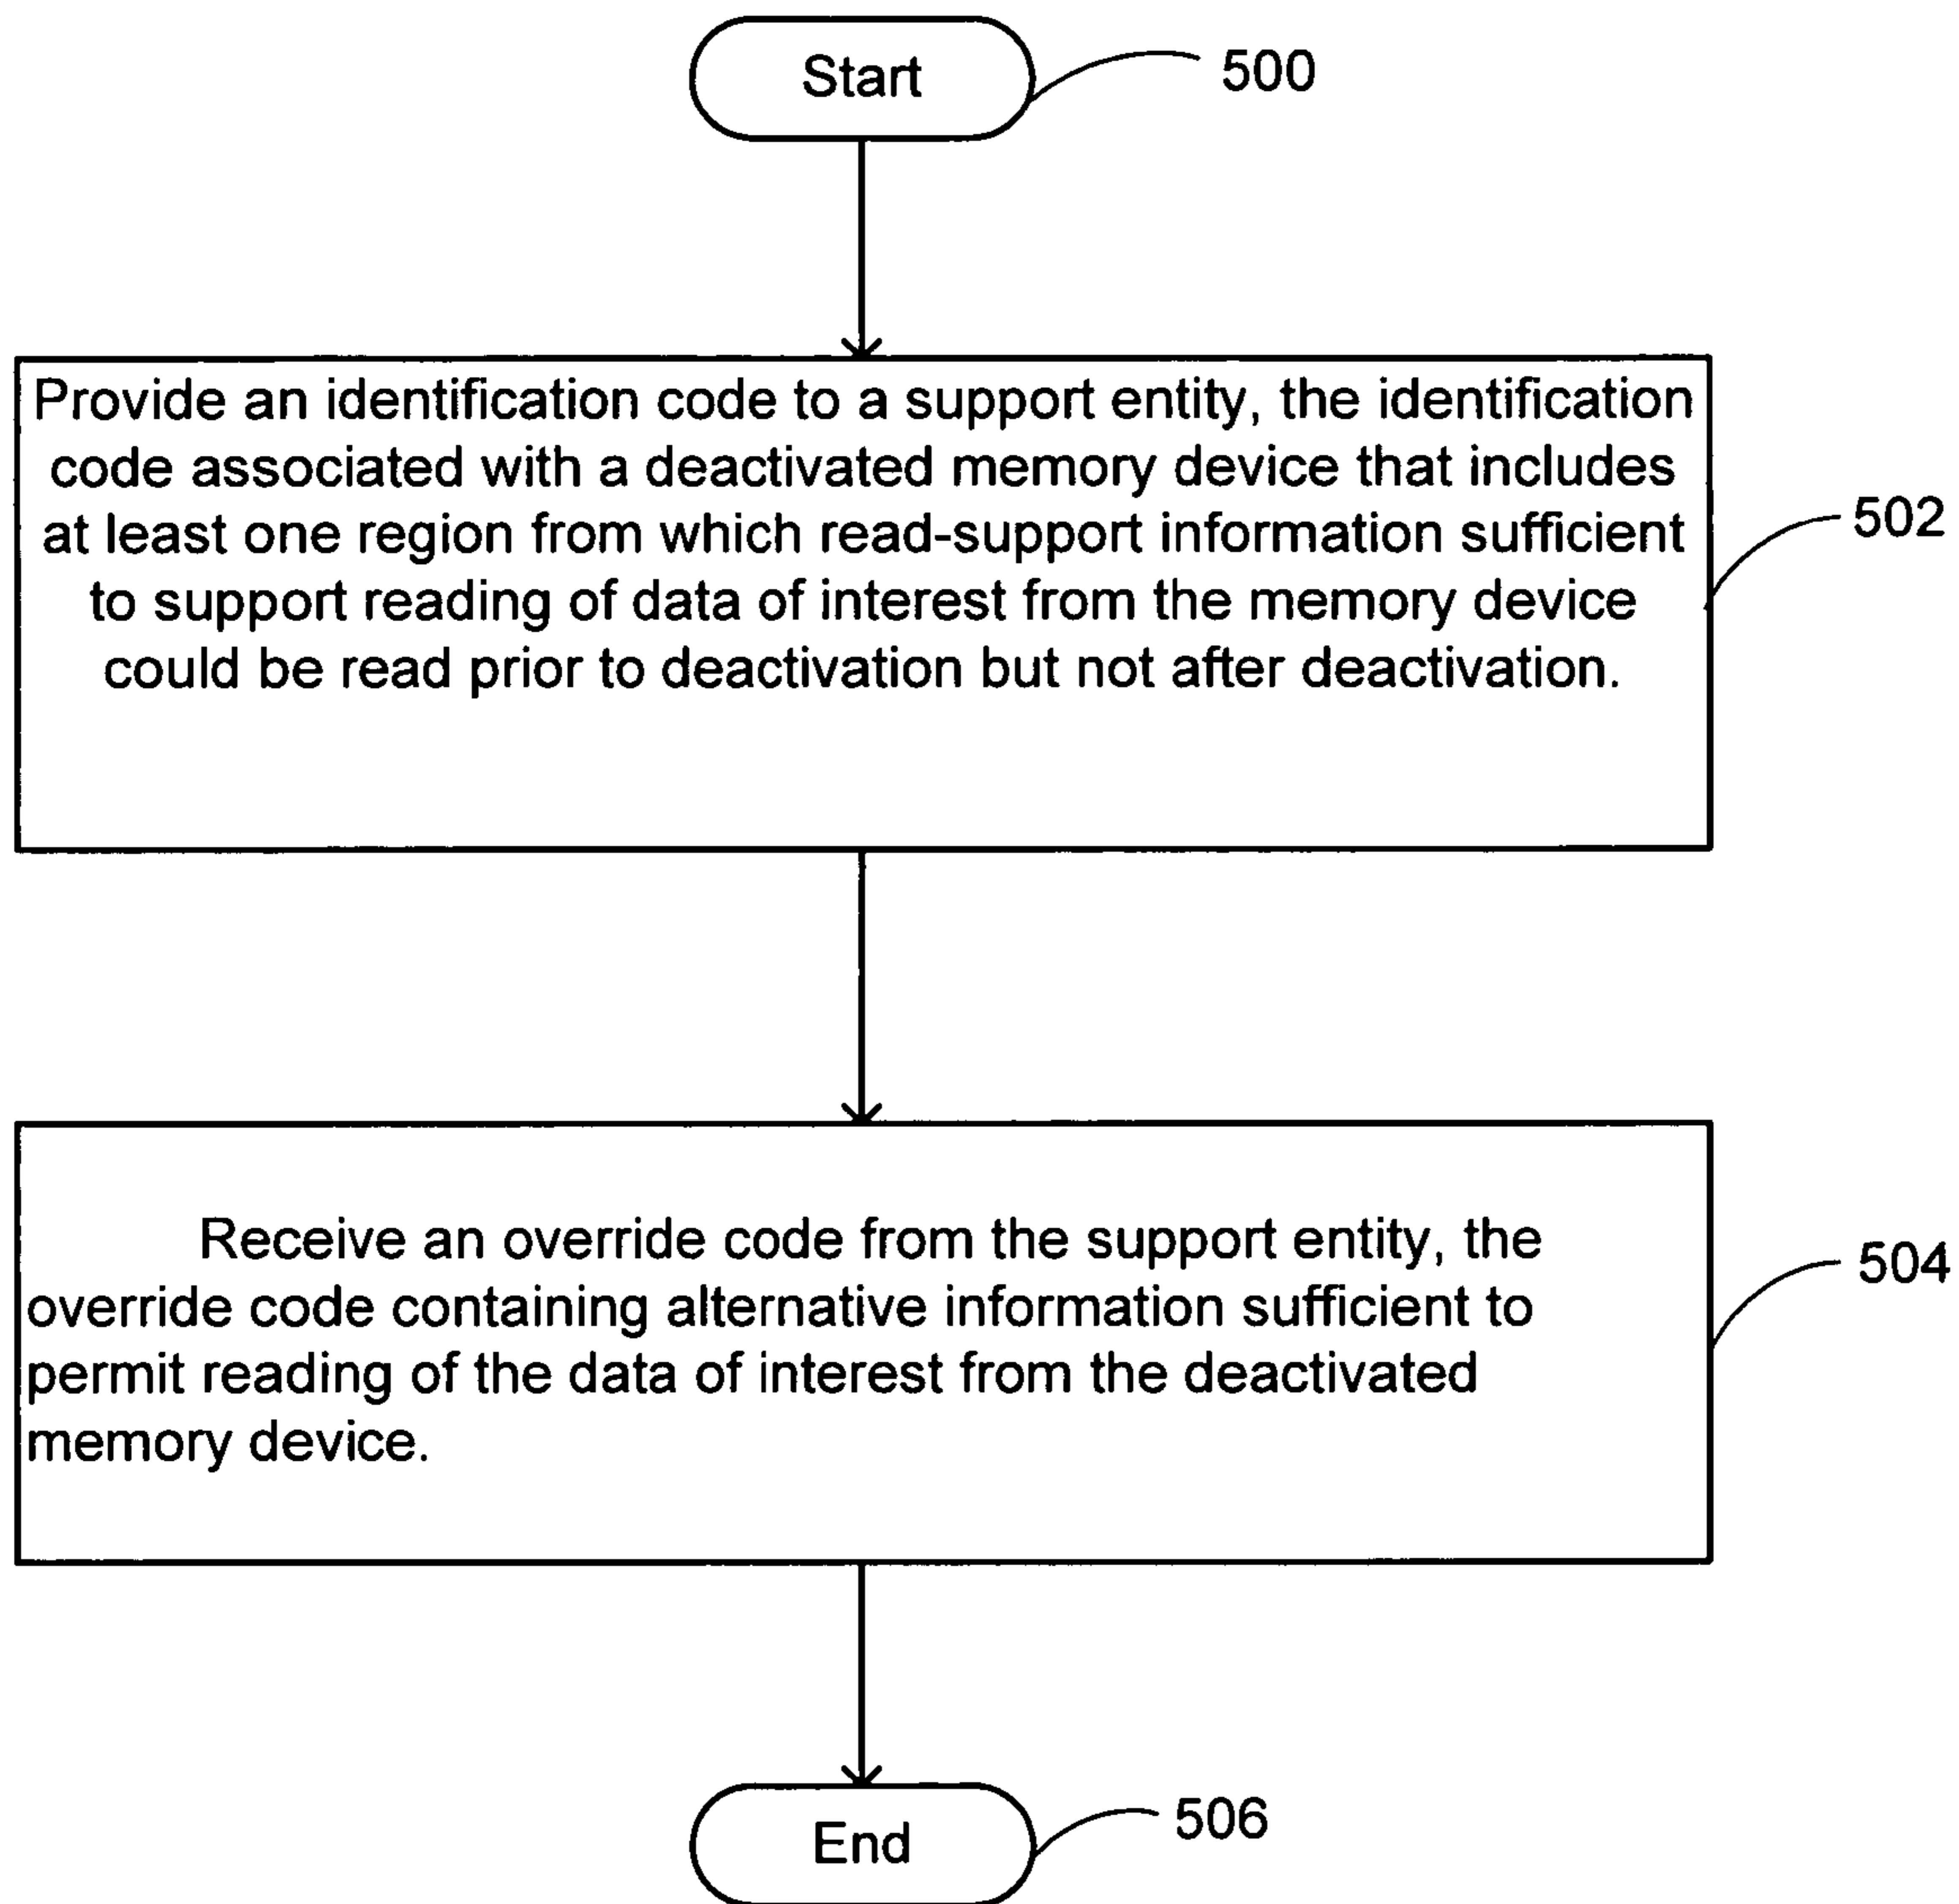 Start
500
Provide an identification code to a support entity, the identification
code associated with a deactivated memory device that includes
at least one region from which read-support information sufficient
to support reading of data of interest from the memory device
could be read prior to deactivation but not after deactivation.
502
Receive an override code from the support entity, the
override code containing alternative information sufficient to
permit reading of the data of interest from the deactivated
memory device.
504
End
506